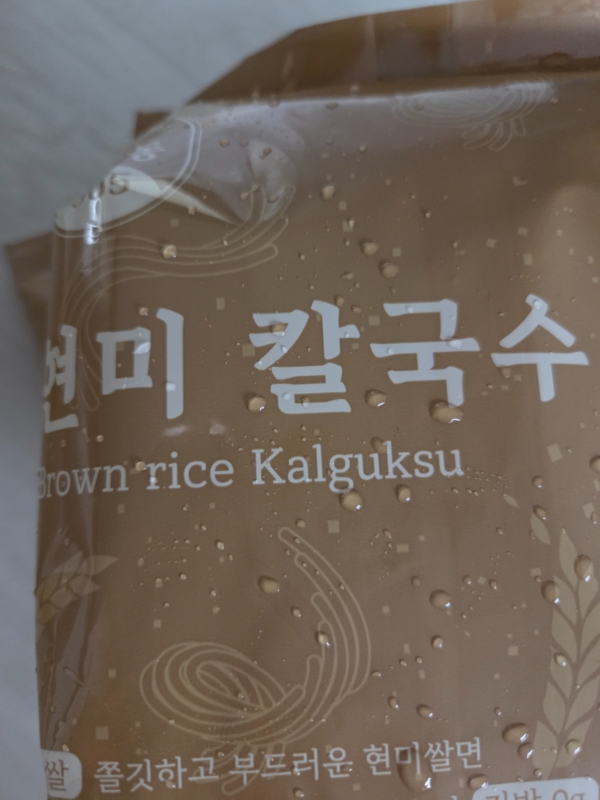 현미 칼국수
Brown rice Kalguksu
쌀 쫄깃하고 부드러운 현미쌀면